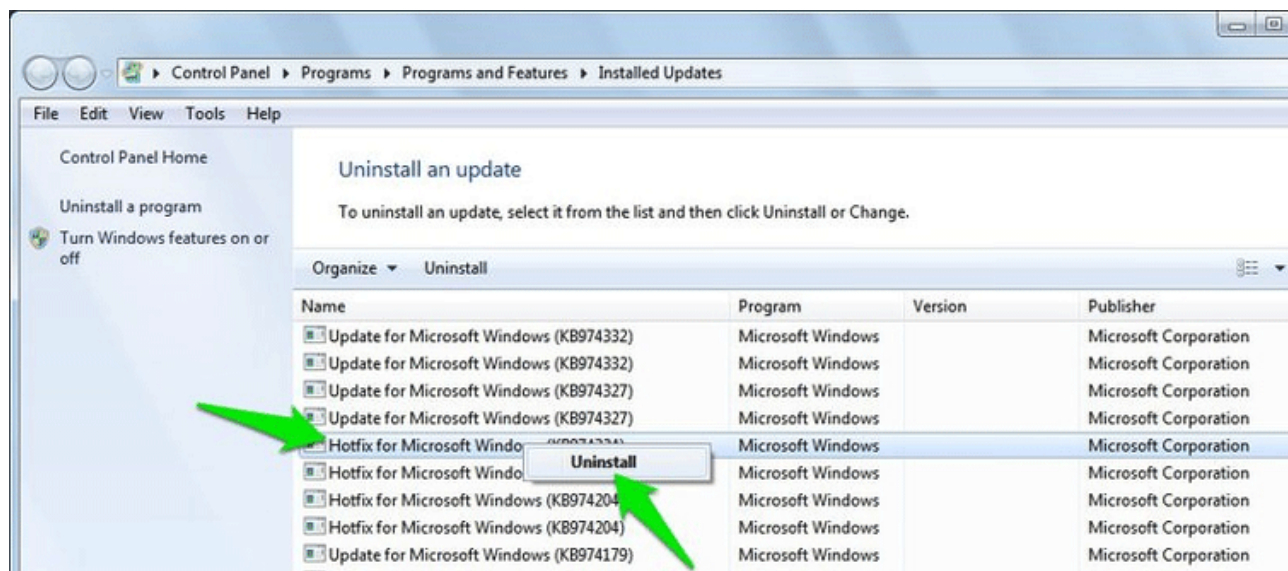 Control Panel Programs Programs and Features Installed Updates
File Edit View Tools Help
Control Panel Home
Uninstall a program
Turn Windows features on or
off
Uninstall an update
To uninstall an update, select it from the list and then click Uninstall or Change.
Organize Uninstall
Name Program Version Publisher
Update for Microsoft Windows (KB974332) Microsoft Windows Microsoft Corporation
Update for Microsoft Windows (KB974332) Microsoft Windows Microsoft Corporation
Update for Microsoft Windows (KB974327) Microsoft Windows Microsoft Corporation
Update for Microsoft Windows (KB974327) Microsoft Windows Microsoft Corporation
Hotfix for Microsoft Microsoft Windows Microsoft Corporation
Uninstall
Hotfix for Microsoft Microsoft Windows Microsoft Corporation
Hotfix for Microsoft Windows (KB974204 Microsoft Windows Microsoft Corporation
Hotfix for Microsoft Windows (KB974204) Microsoft Windows Microsoft Corporation
Update for Microsoft Windows (KB974179) Microsoft Windows Microsoft Corporation